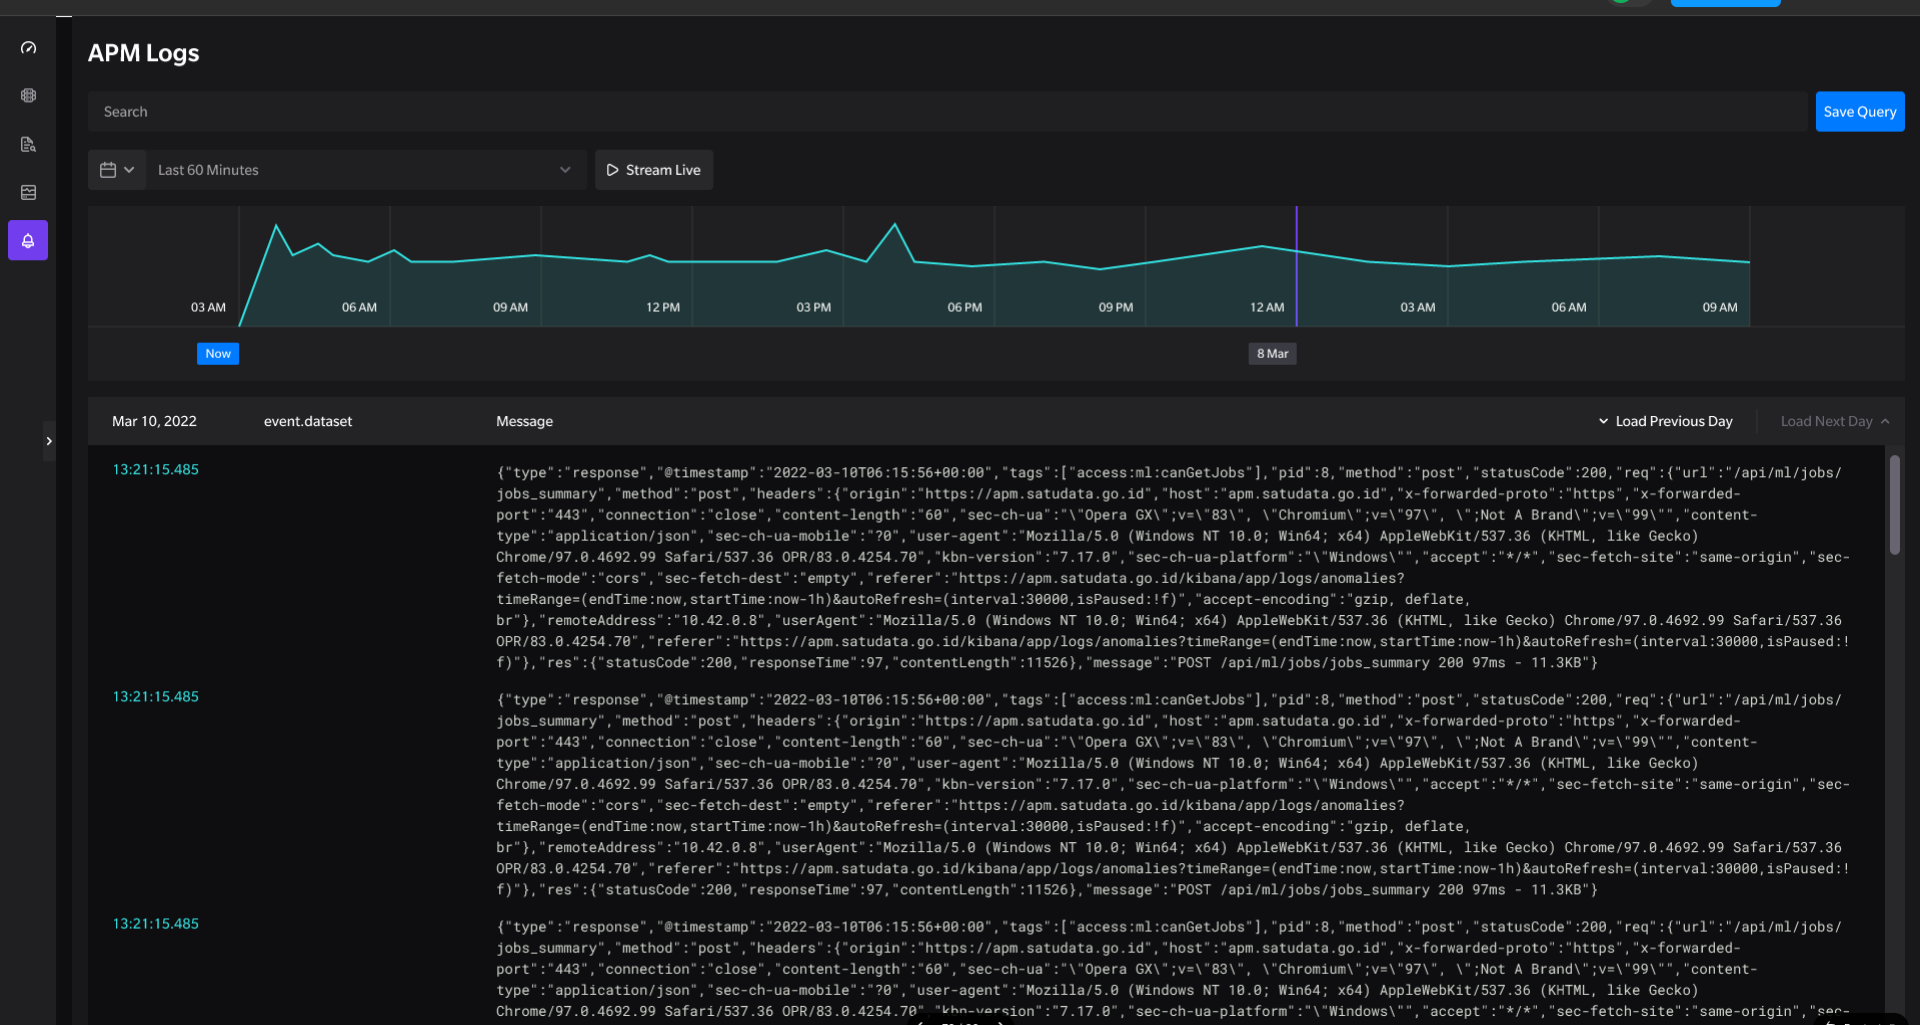 APM Logs
Search
Save Query
Last 60 Minutes
Stream Live
03 AM 06 AM 09 AM 12 PM 03 PM 06 PM 09 PM 12 AM 03 AM 06 AM 09 AM
Now 8 Mar
Mar 10, 2022 event.dataset Message Load Previous Day Load Next Day
13:21:15.485 {"type":"response","@timestamp":"2022-03-10T06:15:56+00:00","tags":["access:ml:canGetJobs"],"pid":8,"method":"post","statusCode":200,"req":{"url":"/api/ml/jobs/
jobs_summary","method":"post","headers":{"origin":"https://apm.satudata.go.id","host":"apm.satudata.go.id","x-forwarded-proto":"https","x-forwarded-
port":"443","connection":"close","content-length":"60","sec-ch-ua":"\"Opera GX\";v=\"83\", \"Chromium\";v=\"97\", \";Not A Brand\";v=\"99\"","content-
type":"application/json","sec-ch-ua-mobile":"?0","user-agent":"Mozilla/5.0 (Windows NT 10.0; Win64; x64) AppleWebKit/537.36 (KHTML, like Gecko)
Chrome/97.0.4692.99 Safari/537.36 OPR/83.0.4254.70","kbn-version":"7.17.0","sec-ch-ua-platform":"\"Windows\"","accept":"*/*","sec-fetch-site":"same-origin","sec-
fetch-mode":"cors","sec-fetch-dest":"empty","referer":"https://apm.satudata.go.id/kibana/app/logs/anomalies?
timeRange=(endTime:now,startTime:now-1h)&autoRefresh=(interval:30000,isPaused:!f)","accept-encoding":"gzip, deflate,
br"},"remoteAddress":"10.42.0.8","userAgent":"Mozilla/5.0 (Windows NT 10.0; Win64; x64) AppleWebKit/537.36 (KHTML, like Gecko) Chrome/97.0.4692.99 Safari/537.36
OPR/83.0.4254.70","referer":"https://apm.satudata.go.id/kibana/app/logs/anomalies?timeRange=(endTime:now,startTime:now-1h)&autoRefresh=(interval:30000,isPaused:!
f)"},"res":{"statusCode":200,"responseTime":97,"contentLength":11526},"message":"POST /api/ml/jobs/jobs_summary 200 97ms - 11.3KB"}
13:21:15.485 {"type":"response","@timestamp":"2022-03-10T06:15:56+00:00","tags":["access:ml:canGetJobs"],"pid":8,"method":"post","statusCode":200,"req":{"url":"/api/ml/jobs/
jobs_summary","method":"post","headers":{"origin":"https://apm.satudata.go.id","host":"apm.satudata.go.id","x-forwarded-proto":"https","x-forwarded-
port":"443","connection":"close","content-length":"60","sec-ch-ua":"\"Opera GX\";v=\"83\", \"Chromium\";v=\"97\", \";Not A Brand\";v=\"99\"","content-
type":"application/json","sec-ch-ua-mobile":"?0","user-agent":"Mozilla/5.0 (Windows NT 10.0; Win64; x64) AppleWebKit/537.36 (KHTML, like Gecko)
Chrome/97.0.4692.99 Safari/537.36 OPR/83.0.4254.70","kbn-version":"7.17.0","sec-ch-ua-platform":"\"Windows\"","accept":"*/*","sec-fetch-site":"same-origin","sec-
fetch-mode":"cors","sec-fetch-dest":"empty","referer":"https://apm.satudata.go.id/kibana/app/logs/anomalies?
timeRange=(endTime:now,startTime:now-1h)&autoRefresh=(interval:30000,isPaused:!f)","accept-encoding":"gzip, deflate,
br"},"remoteAddress":"10.42.0.8","userAgent":"Mozilla/5.0 (Windows NT 10.0; Win64; x64) AppleWebKit/537.36 (KHTML, like Gecko) Chrome/97.0.4692.99 Safari/537.36
OPR/83.0.4254.70","referer":"https://apm.satudata.go.id/kibana/app/logs/anomalies?timeRange=(endTime:now,startTime:now-1h)&autoRefresh=(interval:30000,isPaused:!
f)"},"res":{"statusCode":200,"responseTime":97,"contentLength":11526},"message":"POST /api/ml/jobs/jobs_summary 200 97ms - 11.3KB"}
13:21:15.485 {"type":"response","@timestamp":"2022-03-10T06:15:56+00:00","tags":["access:ml:canGetJobs"],"pid":8,"method":"post","statusCode":200,"req":{"url":"/api/ml/jobs/
jobs_summary","method":"post","headers":{"origin":"https://apm.satudata.go.id","host":"apm.satudata.go.id","x-forwarded-proto":"https","x-forwarded-
port":"443","connection":"close","content-length":"60","sec-ch-ua":"\"Opera GX\";v=\"83\", \"Chromium\";v=\"97\", \";Not A Brand\";v=\"99\"","content-
type":"application/json","sec-ch-ua-mobile":"?0","user-agent":"Mozilla/5.0 (Windows NT 10.0; Win64; x64) AppleWebKit/537.36 (KHTML, like Gecko)
Chrome/97.0.4692.99 Safari/537.36 OPR/83.0.4254.70","kbn-version":"7.17.0","sec-ch-ua-platform":"\"Windows\"","accept":"*/*","sec-fetch-site":"same-origin","sec-